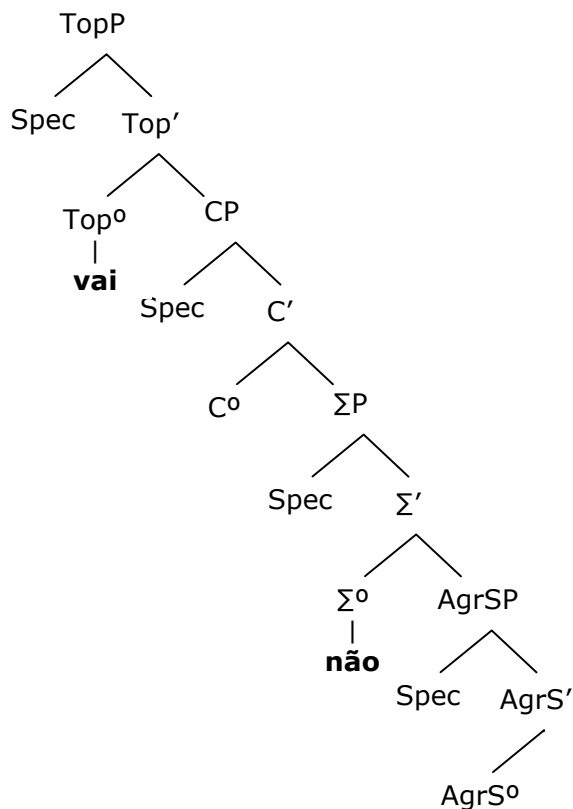 TopP
Spec Top′
Topº CP
vai
Spec C′
Cº ΣP
Spec Σ′
Σº AgrSP
não
Spec AgrS′
AgrSº